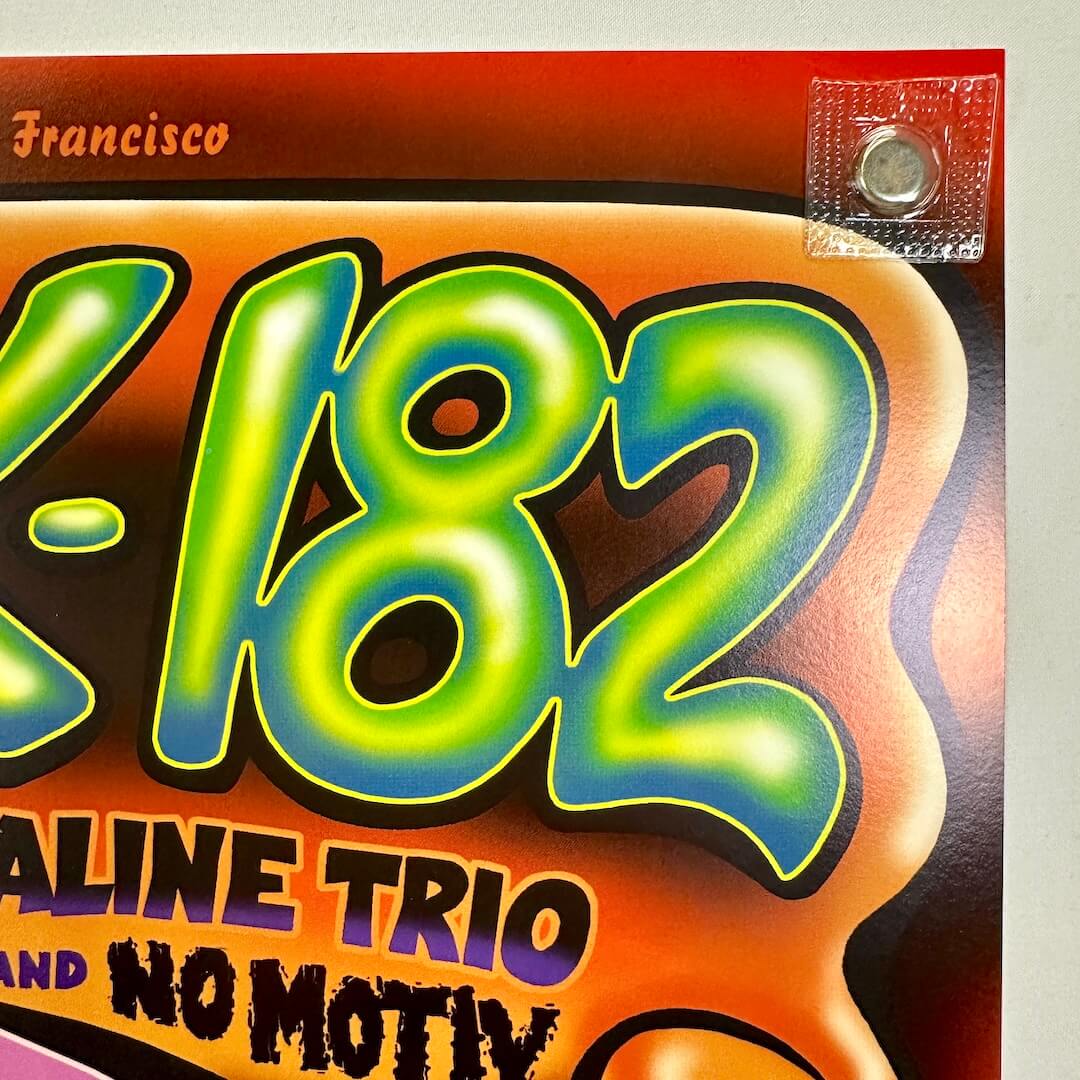 Francisco
K-182
ALINE TRIO
AND NO MOTIV